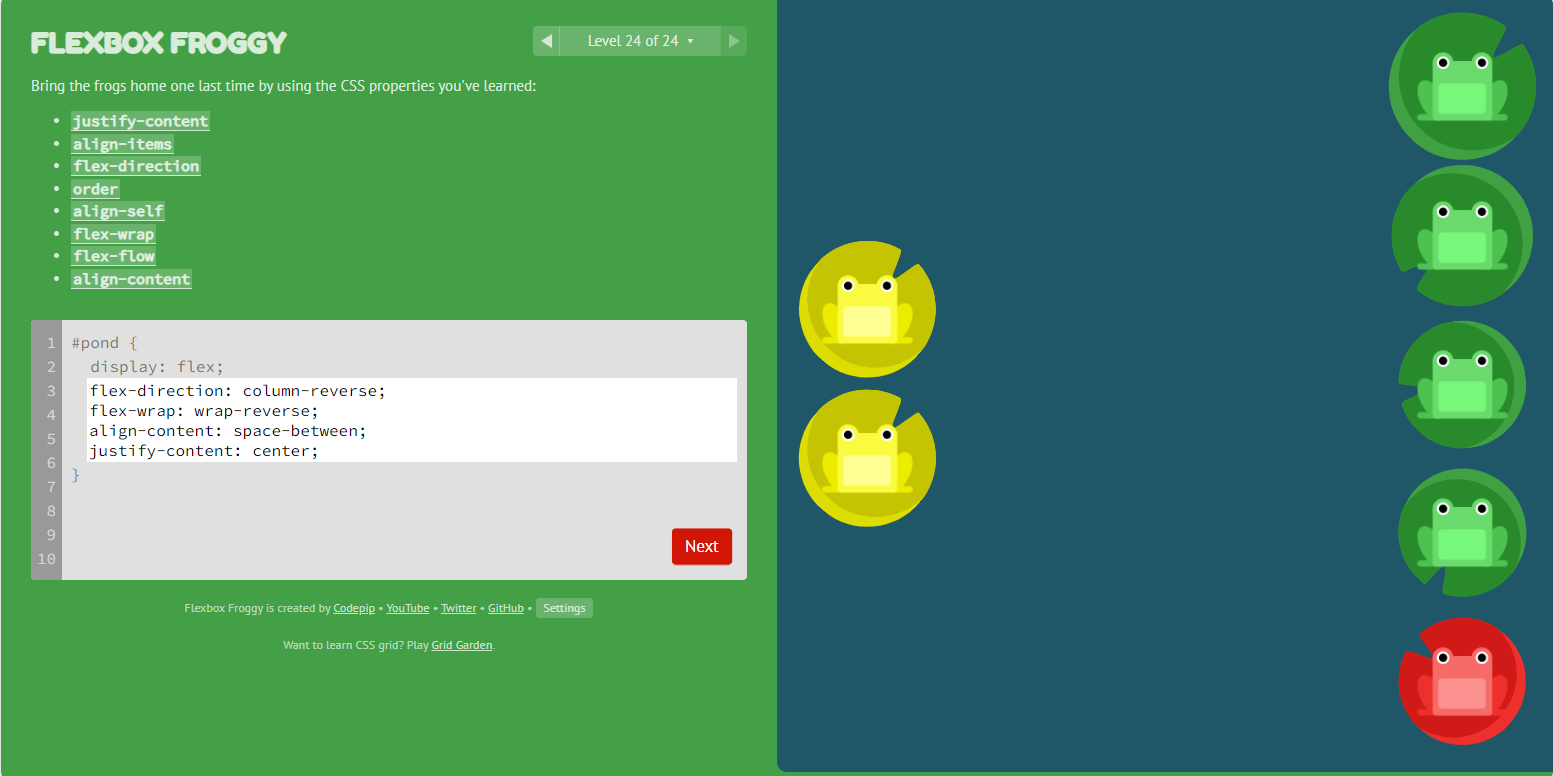 FLEXBOX FROGGY
◀ Level 24 of 24 ▾ ▶
Bring the frogs home one last time by using the CSS properties you've learned:
• justify-content
• align-items
• flex-direction
• order
• align-self
• flex-wrap
• flex-flow
• align-content
1 #pond {
2 display: flex;
3 flex-direction: column-reverse;
4 flex-wrap: wrap-reverse;
5 align-content: space-between;
6 justify-content: center;
7 }
8
9
10
Next
Flexbox Froggy is created by Codepip • YouTube • Twitter • GitHub • Settings
Want to learn CSS grid? Play Grid Garden.